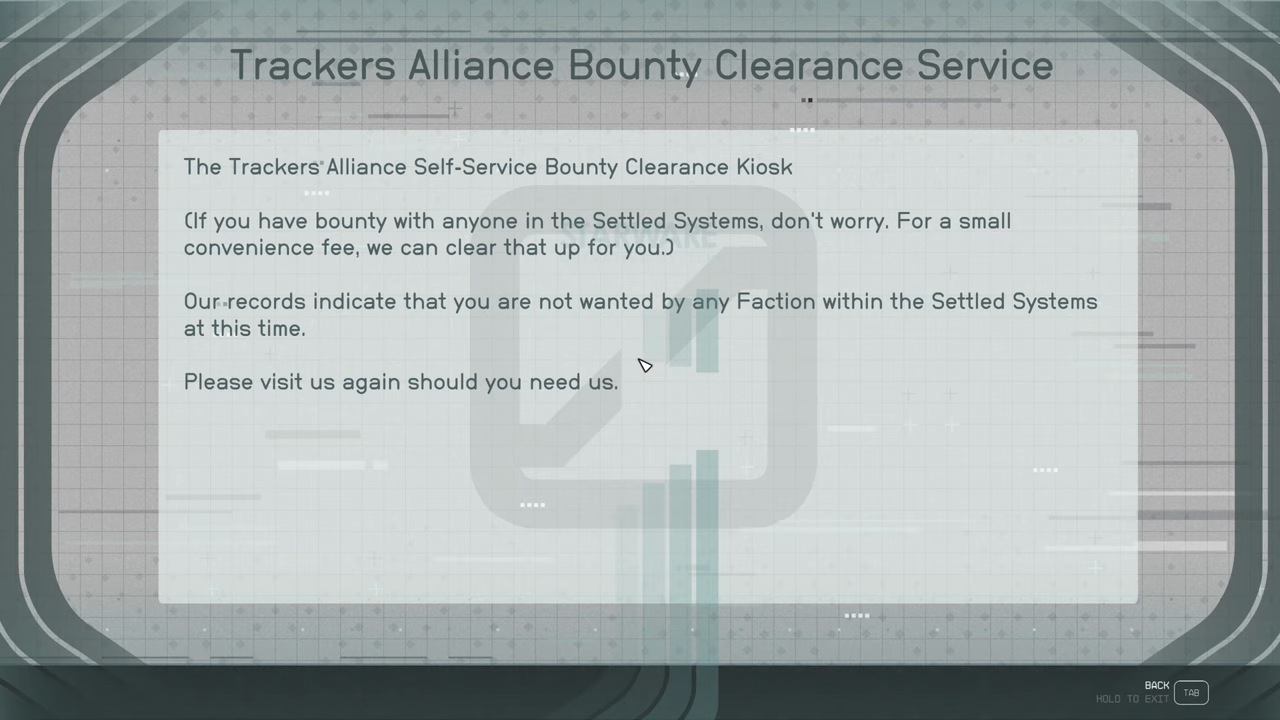 Trackers Alliance Bounty Clearance Service
The Trackers Alliance Self-Service Bounty Clearance Kiosk
(If you have bounty with anyone in the Settled Systems, don't worry. For a small
convenience fee, we can clear that up for you.)
Our records indicate that you are not wanted by any Faction within the Settled Systems
at this time.
Please visit us again should you need us.
BACK
HOLD TO EXIT
TAB